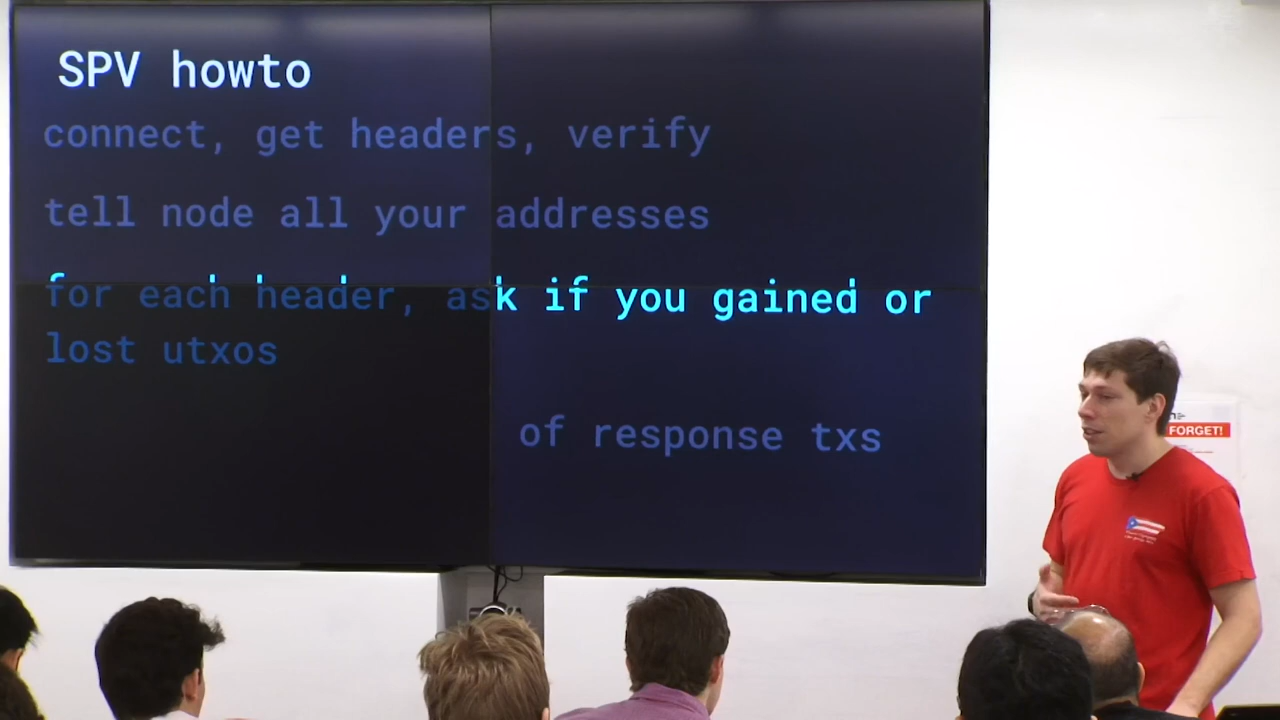 SPV howto
connect, get headers, verify
tell node all your addresses
for each header, ask if you gained or
lost utxos
of response txs
FORGET!